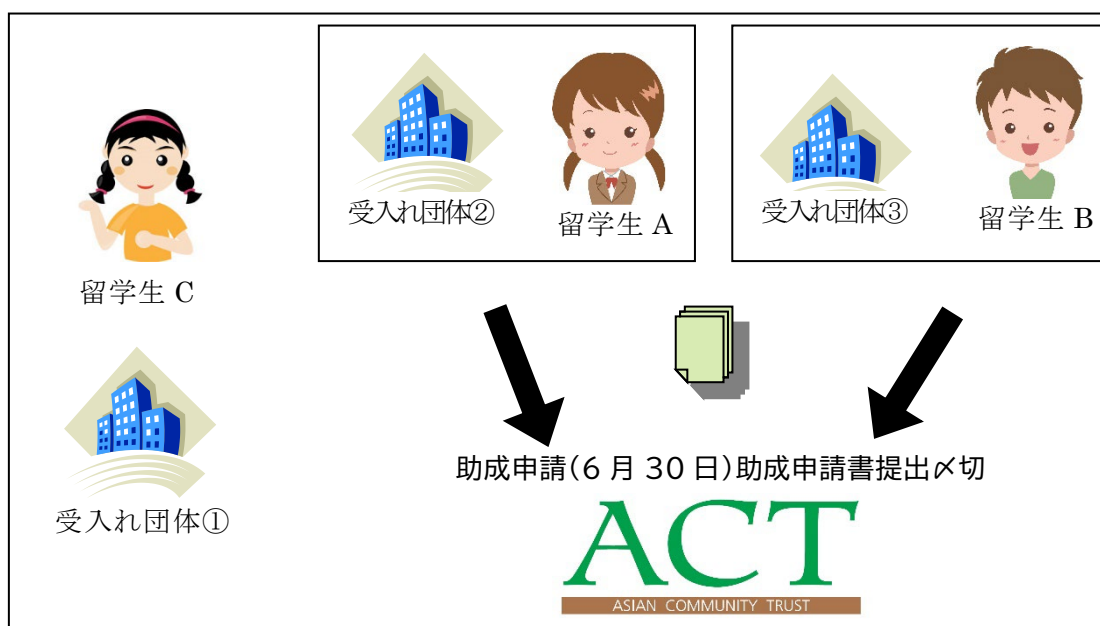 受入れ団体②
留学生 A
受入れ団体③
留学生 B
留学生 C
受入れ団体①
助成申請(6 月 30 日)助成申請書提出〆切
ACT
ASIAN COMMUNITY TRUST